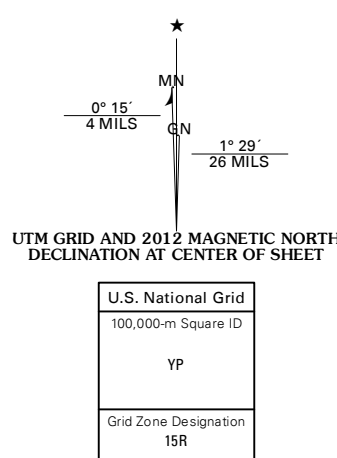 ★
MN
0° 15´
4 MILS
GN
1° 29´
26 MILS
UTM GRID AND 2012 MAGNETIC NORTH
DECLINATION AT CENTER OF SHEET
U.S. National Grid
100,000-m Square ID
YP
Grid Zone Designation
15R